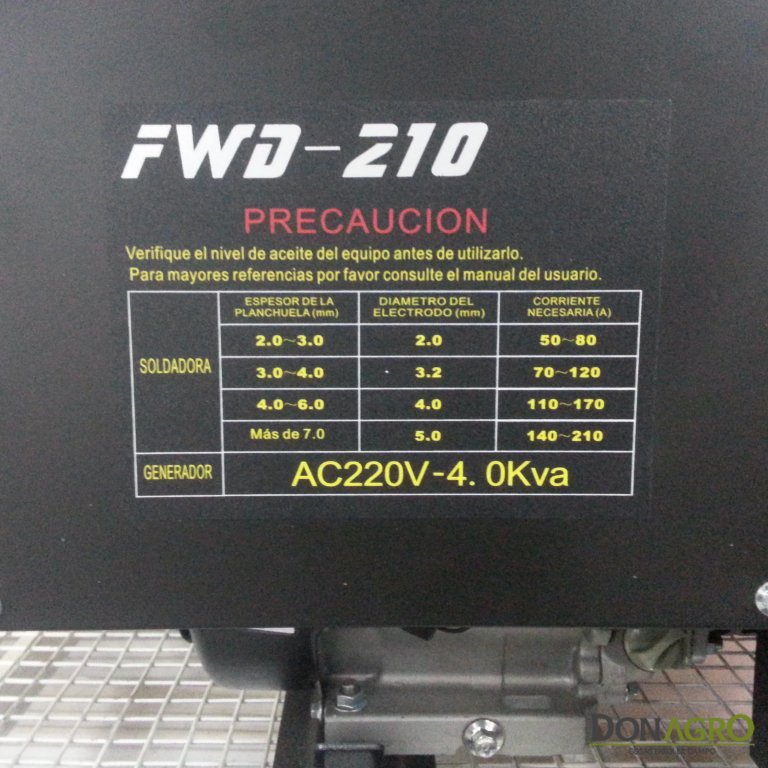 FWD-210
PRECAUCION
Verifique el nivel de aceite del equipo antes de utilizarlo.
Para mayores referencias por favor consulte el manual del usuario.
ESPESOR DE LA PLANCHUELA (mm) DIAMETRO DEL ELECTRODO (mm) CORRIENTE NECESARIA (A)
SOLDADORA
2.0~3.0 2.0 50~80
3.0~4.0 3.2 70~120
4.0~6.0 4.0 110~170
Más de 7.0 5.0 140~210
GENERADOR AC220V-4.0Kva
DONAGRO